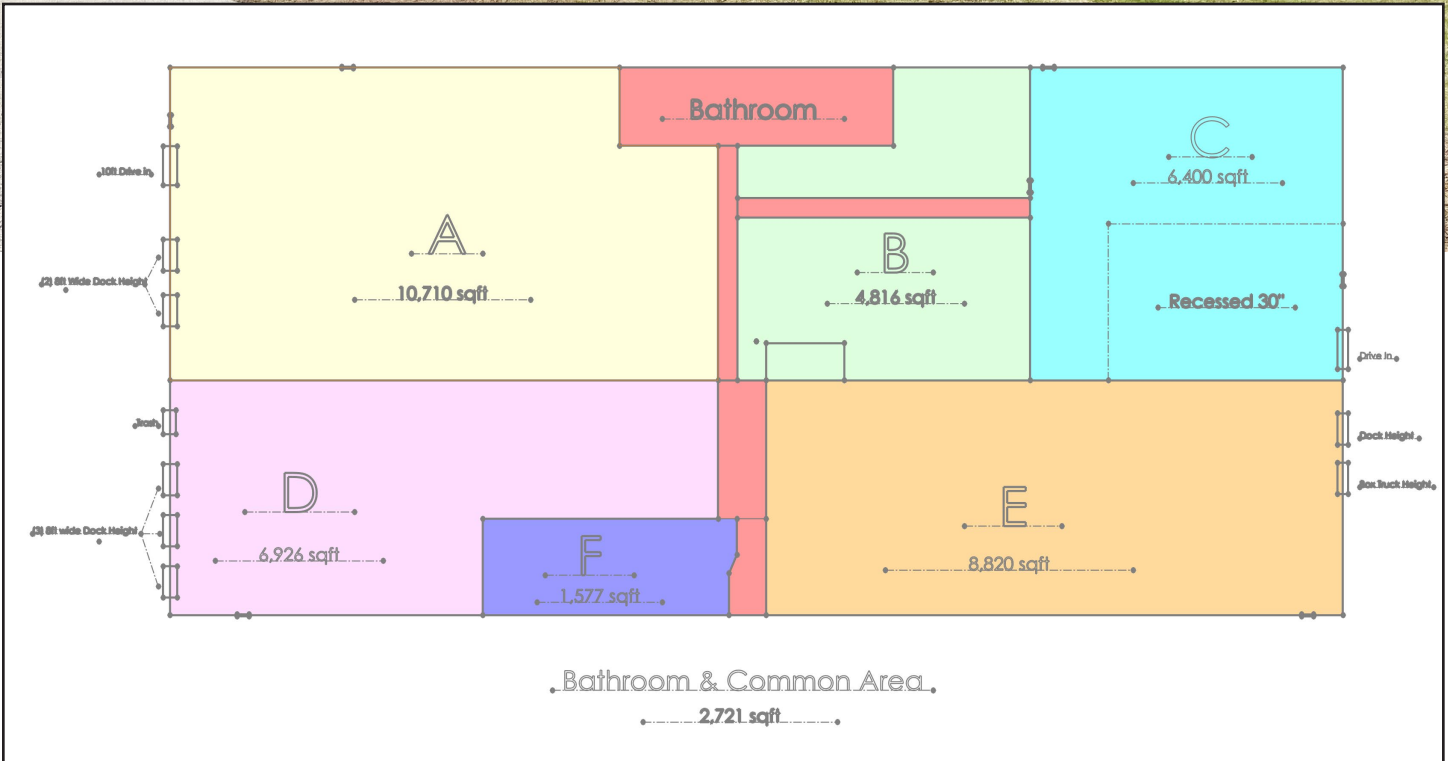 Bathroom
C
6,400 sqft
10ft Drive in
A
10,710 sqft
(2) 8ft Wide Dock Height
B
4,816 sqft
Recessed 30"
Drive in
Trash
Dock Height
D
6,926 sqft
(3) 8ft wide Dock Height
E
8,820 sqft
Box Truck Height
F
1,577 sqft
Bathroom & Common Area
2,721 sqft